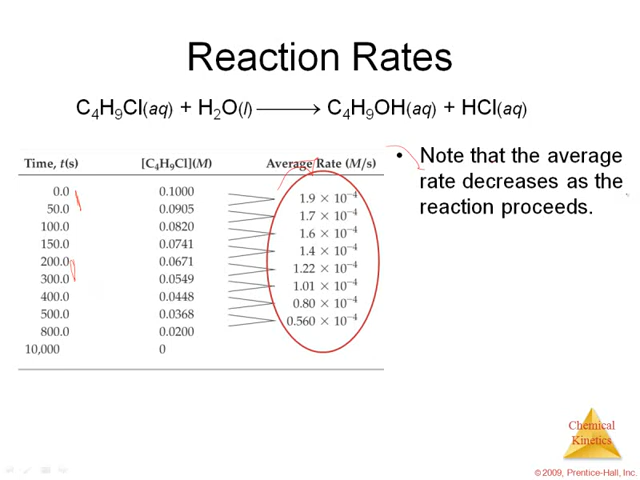 Reaction Rates
C₄H₉Cl(aq) + H₂O(l) ⟶ C₄H₉OH(aq) + HCl(aq)
Time, t(s) [C₄H₉Cl](M) Average Rate (M/s)
0.0 0.1000
1.9 × 10⁻⁴
50.0 0.0905
1.7 × 10⁻⁴
100.0 0.0820
1.6 × 10⁻⁴
150.0 0.0741
1.4 × 10⁻⁴
200.0 0.0671
1.22 × 10⁻⁴
300.0 0.0549
1.01 × 10⁻⁴
400.0 0.0448
0.80 × 10⁻⁴
500.0 0.0368
0.560 × 10⁻⁴
800.0 0.0200
10,000 0
• Note that the average
rate decreases as the
reaction proceeds.
Chemical
Kinetics
© 2009, Prentice-Hall, Inc.